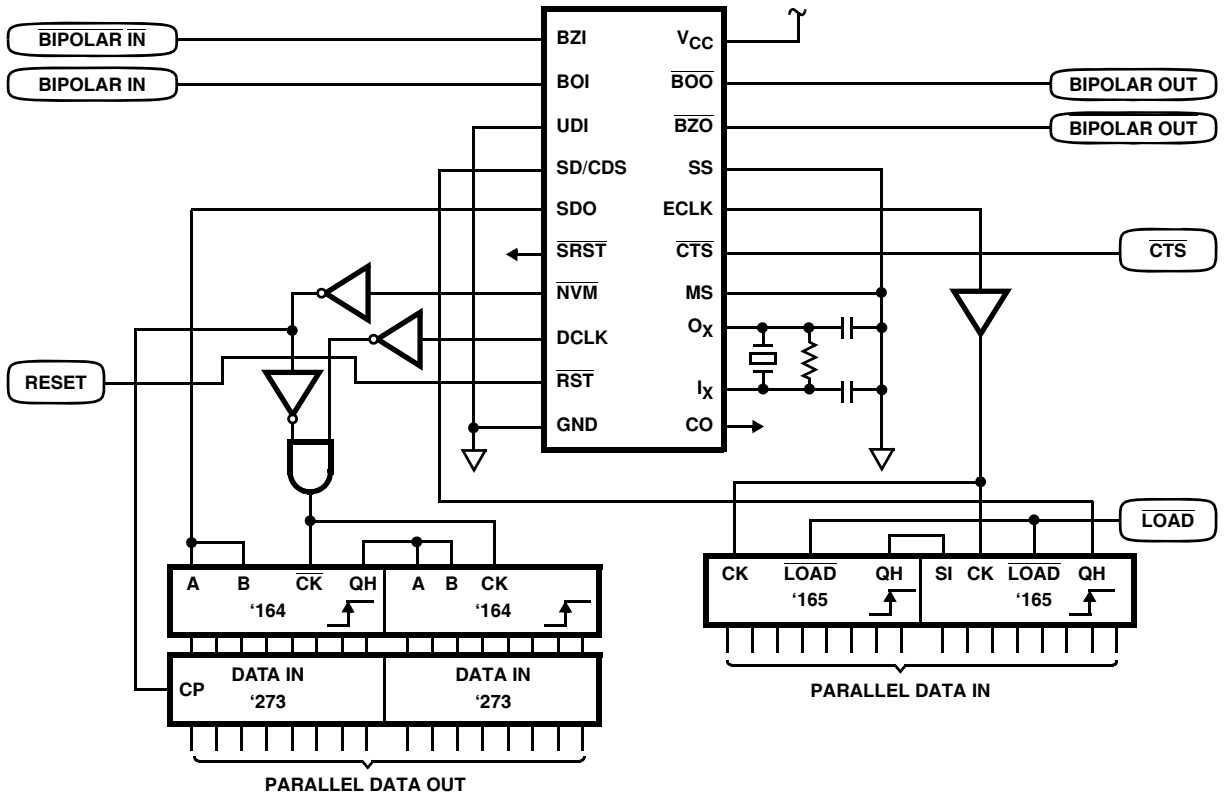 BIPOLAR IN
BIPOLAR IN
RESET
BZI
BOI
UDI
SD/CDS
SDO
SRST
NVM
DCLK
RST
GND
VCC
BOO
BZO
SS
ECLK
CTS
MS
OX
IX
CO
BIPOLAR OUT
BIPOLAR OUT
CTS
LOAD
A B CK QH A B CK
‘164 ‘164
CP DATA IN DATA IN
‘273 ‘273
PARALLEL DATA OUT
CK LOAD QH SI CK LOAD QH
‘165 ‘165
PARALLEL DATA IN